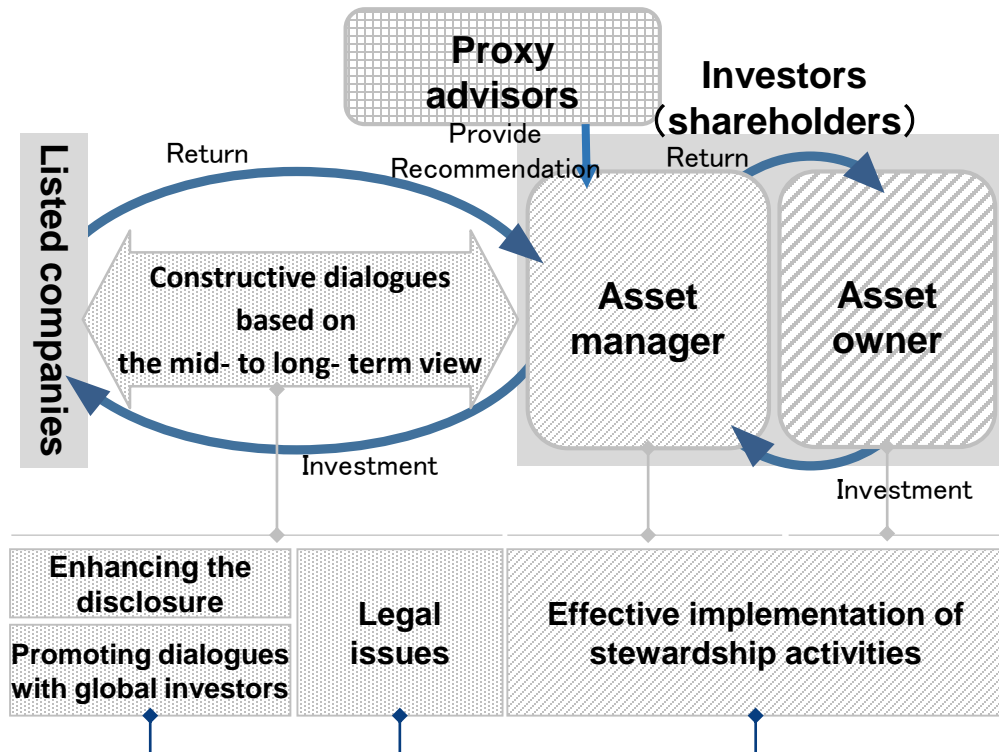 Proxy
advisors
Investors
（shareholders）
Provide
Recommendation
Return
Return
Listed companies
Constructive dialogues
based on
the mid- to long- term view
Asset
manager
Asset
owner
Investment
Investment
Enhancing the
disclosure
Promoting dialogues
with global investors
Legal
issues
Effective implementation of
stewardship activities